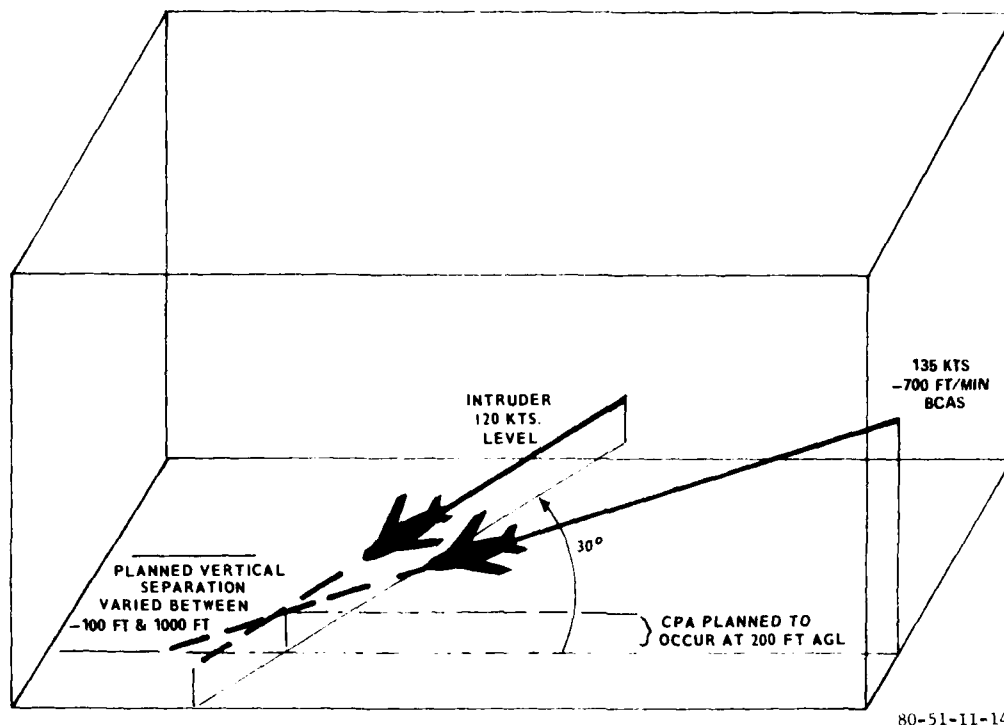 135 KTS
-700 FT/MIN
BCAS
INTRUDER
120 KTS.
LEVEL
30°
PLANNED VERTICAL
SEPARATION
VARIED BETWEEN
-100 FT & 1000 FT
CPA PLANNED TO
OCCUR AT 200 FT AGL